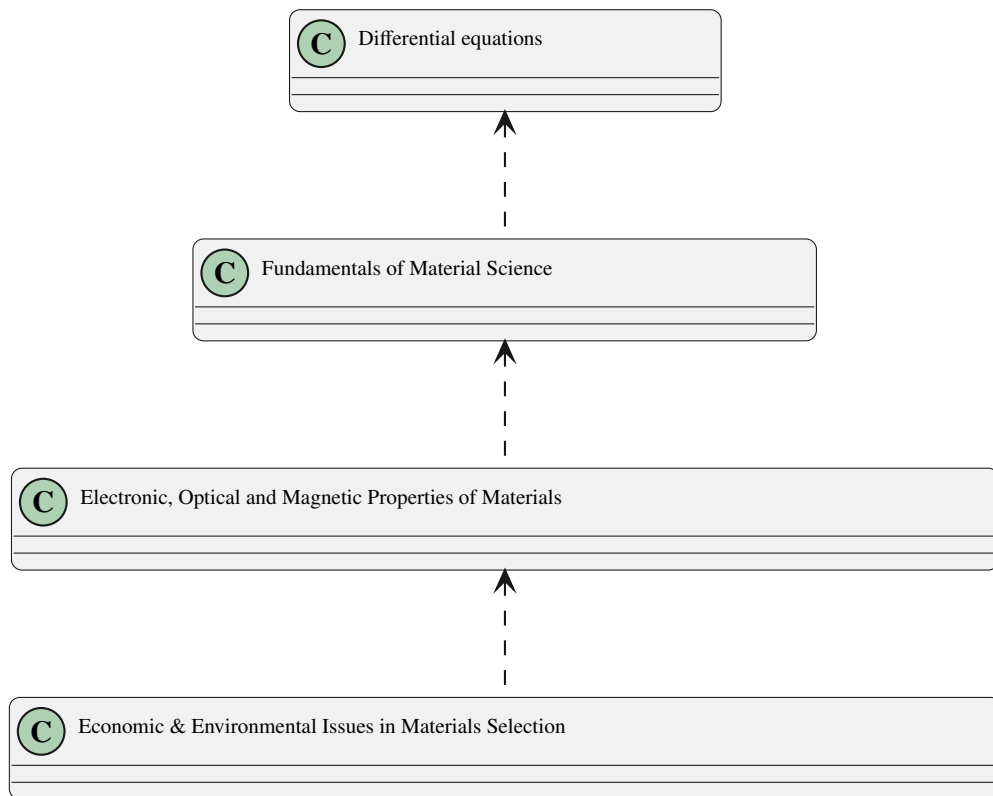 C Differential equations
C Fundamentals of Material Science
C Electronic, Optical and Magnetic Properties of Materials
C Economic & Environmental Issues in Materials Selection